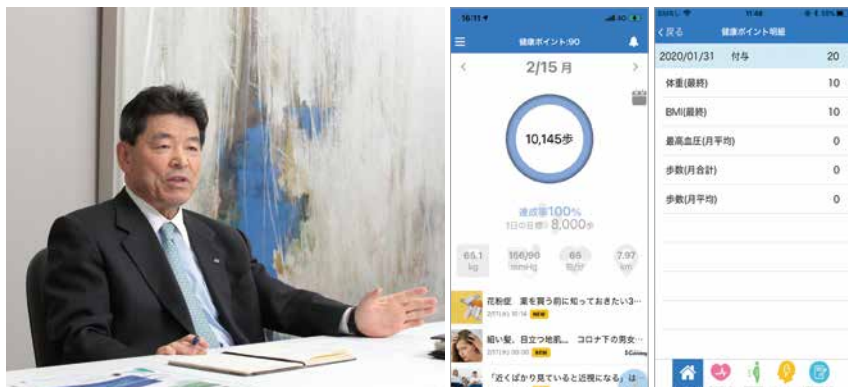 16:11
4G
健康ポイント:90
2/15 月
10,145歩
達成率100%
1日の目標: 8,000歩
65.1
kg
156/90
mmHg
65
拍/分
7.97
km
花粉症 薬を買う前に知っておきたい3…
NEW
細い髪、目立つ地肌… コロナ下の男女…
NEW
「近くばかり見ていると近視になる」は…
11:48
戻る
健康ポイント明細
2020/01/31 付与 20
体重(最終) 10
BMI(最終) 10
最高血圧(月平均) 0
歩数(月合計) 0
歩数(月平均) 0